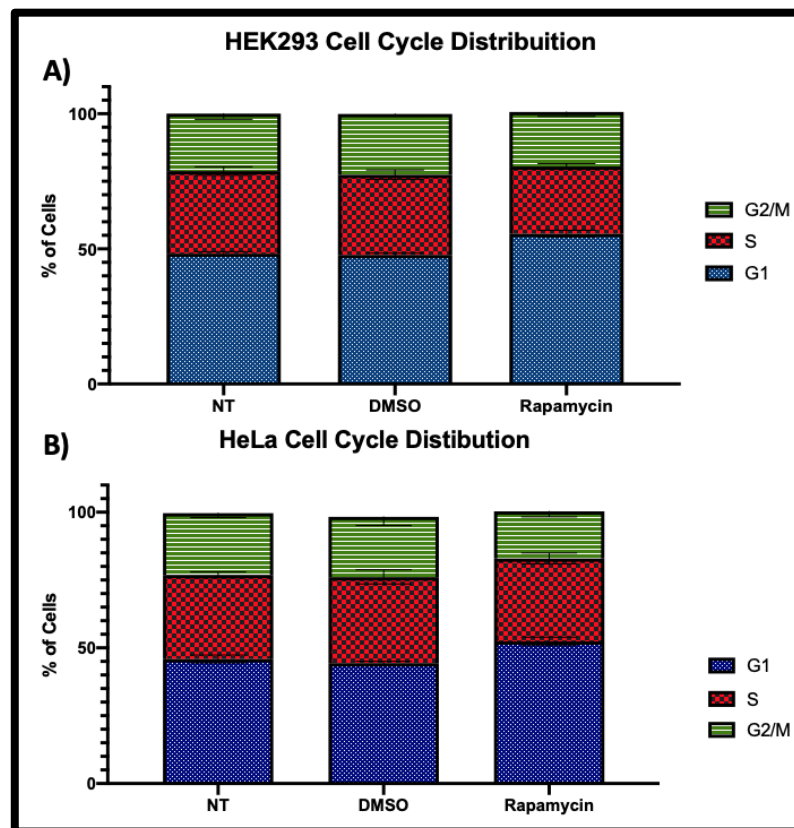 HEK293 Cell Cycle Distribuition
A)
100
50
0
% of Cells
NT DMSO Rapamycin
G2/M
S
G1
B)
HeLa Cell Cycle Distibution
100
50
0
% of Cells
NT DMSO Rapamycin
G1
S
G2/M